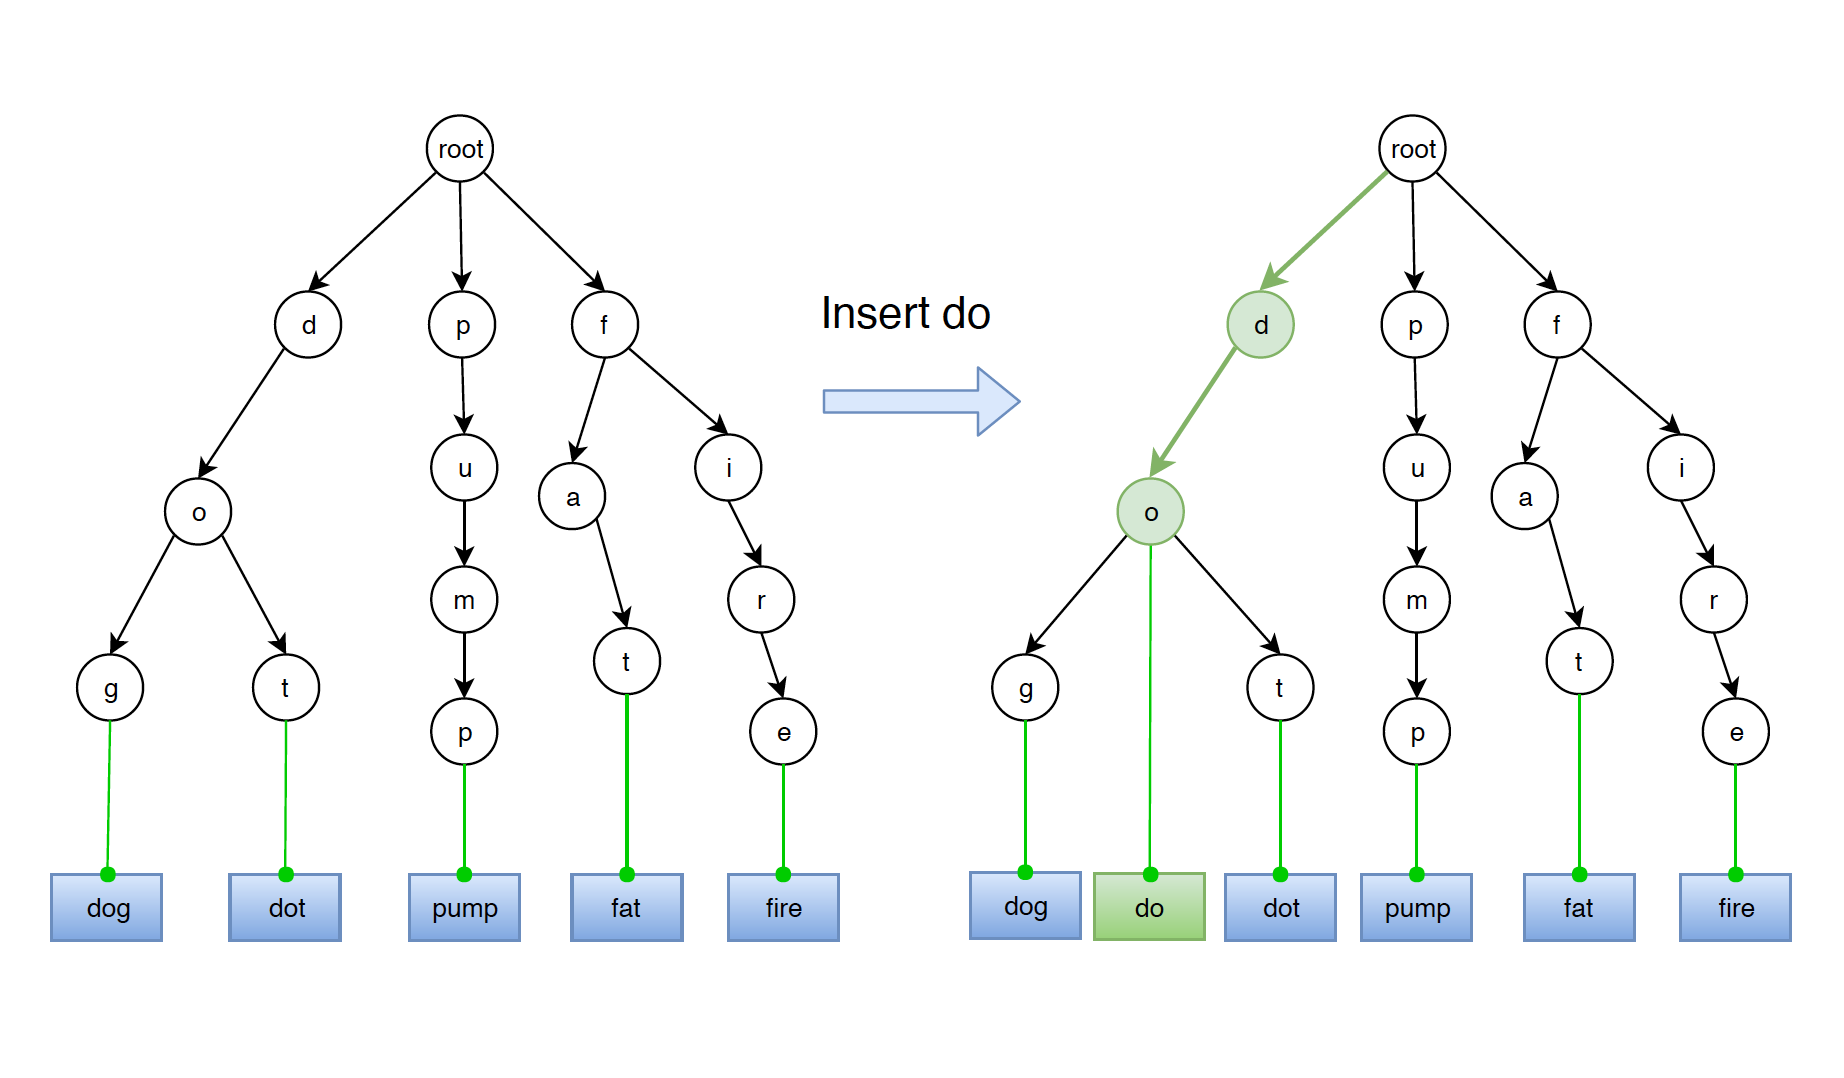 root
d
p
f
o
u
a
i
g
t
m
t
r
p
e
dog
dot
pump
fat
fire
Insert do
root
d
p
f
o
u
a
i
g
t
m
t
r
p
e
dog
do
dot
pump
fat
fire